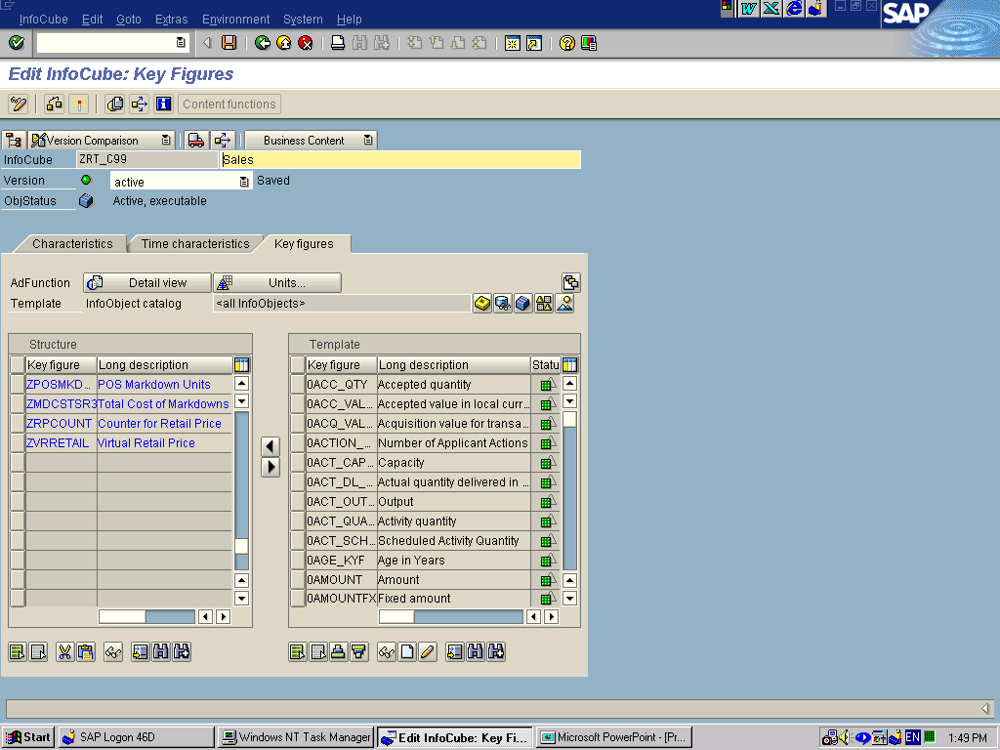 InfoCube Edit Goto Extras Environment System Help
SAP
Edit InfoCube: Key Figures
Content functions
Version Comparison Business Content
InfoCube ZRT_C99 Sales
Version active Saved
ObjStatus Active, executable
Characteristics Time characteristics Key figures
AdFunction Detail view Units...
Template InfoObject catalog <all InfoObjects>
Structure
Key figure Long description
ZPOSMKD... POS Markdown Units
ZMDCSTSR3 Total Cost of Markdowns
ZRPCOUNT Counter for Retail Price
ZVRRETAIL Virtual Retail Price
Template
Key figure Long description Statu
0ACC_QTY Accepted quantity
0ACC_VAL... Accepted value in local curr...
0ACQ_VAL... Acquisition value for transa...
0ACTION_... Number of Applicant Actions
0ACT_CAP... Capacity
0ACT_DL_... Actual quantity delivered in ...
0ACT_OUT... Output
0ACT_QUA... Activity quantity
0ACT_SCH... Scheduled Activity Quantity
0AGE_KYF Age in Years
0AMOUNT Amount
0AMOUNTFX Fixed amount
Start SAP Logon 46D Windows NT Task Manager Edit InfoCube: Key Fi... Microsoft PowerPoint - [Pr... EN 1:49 PM